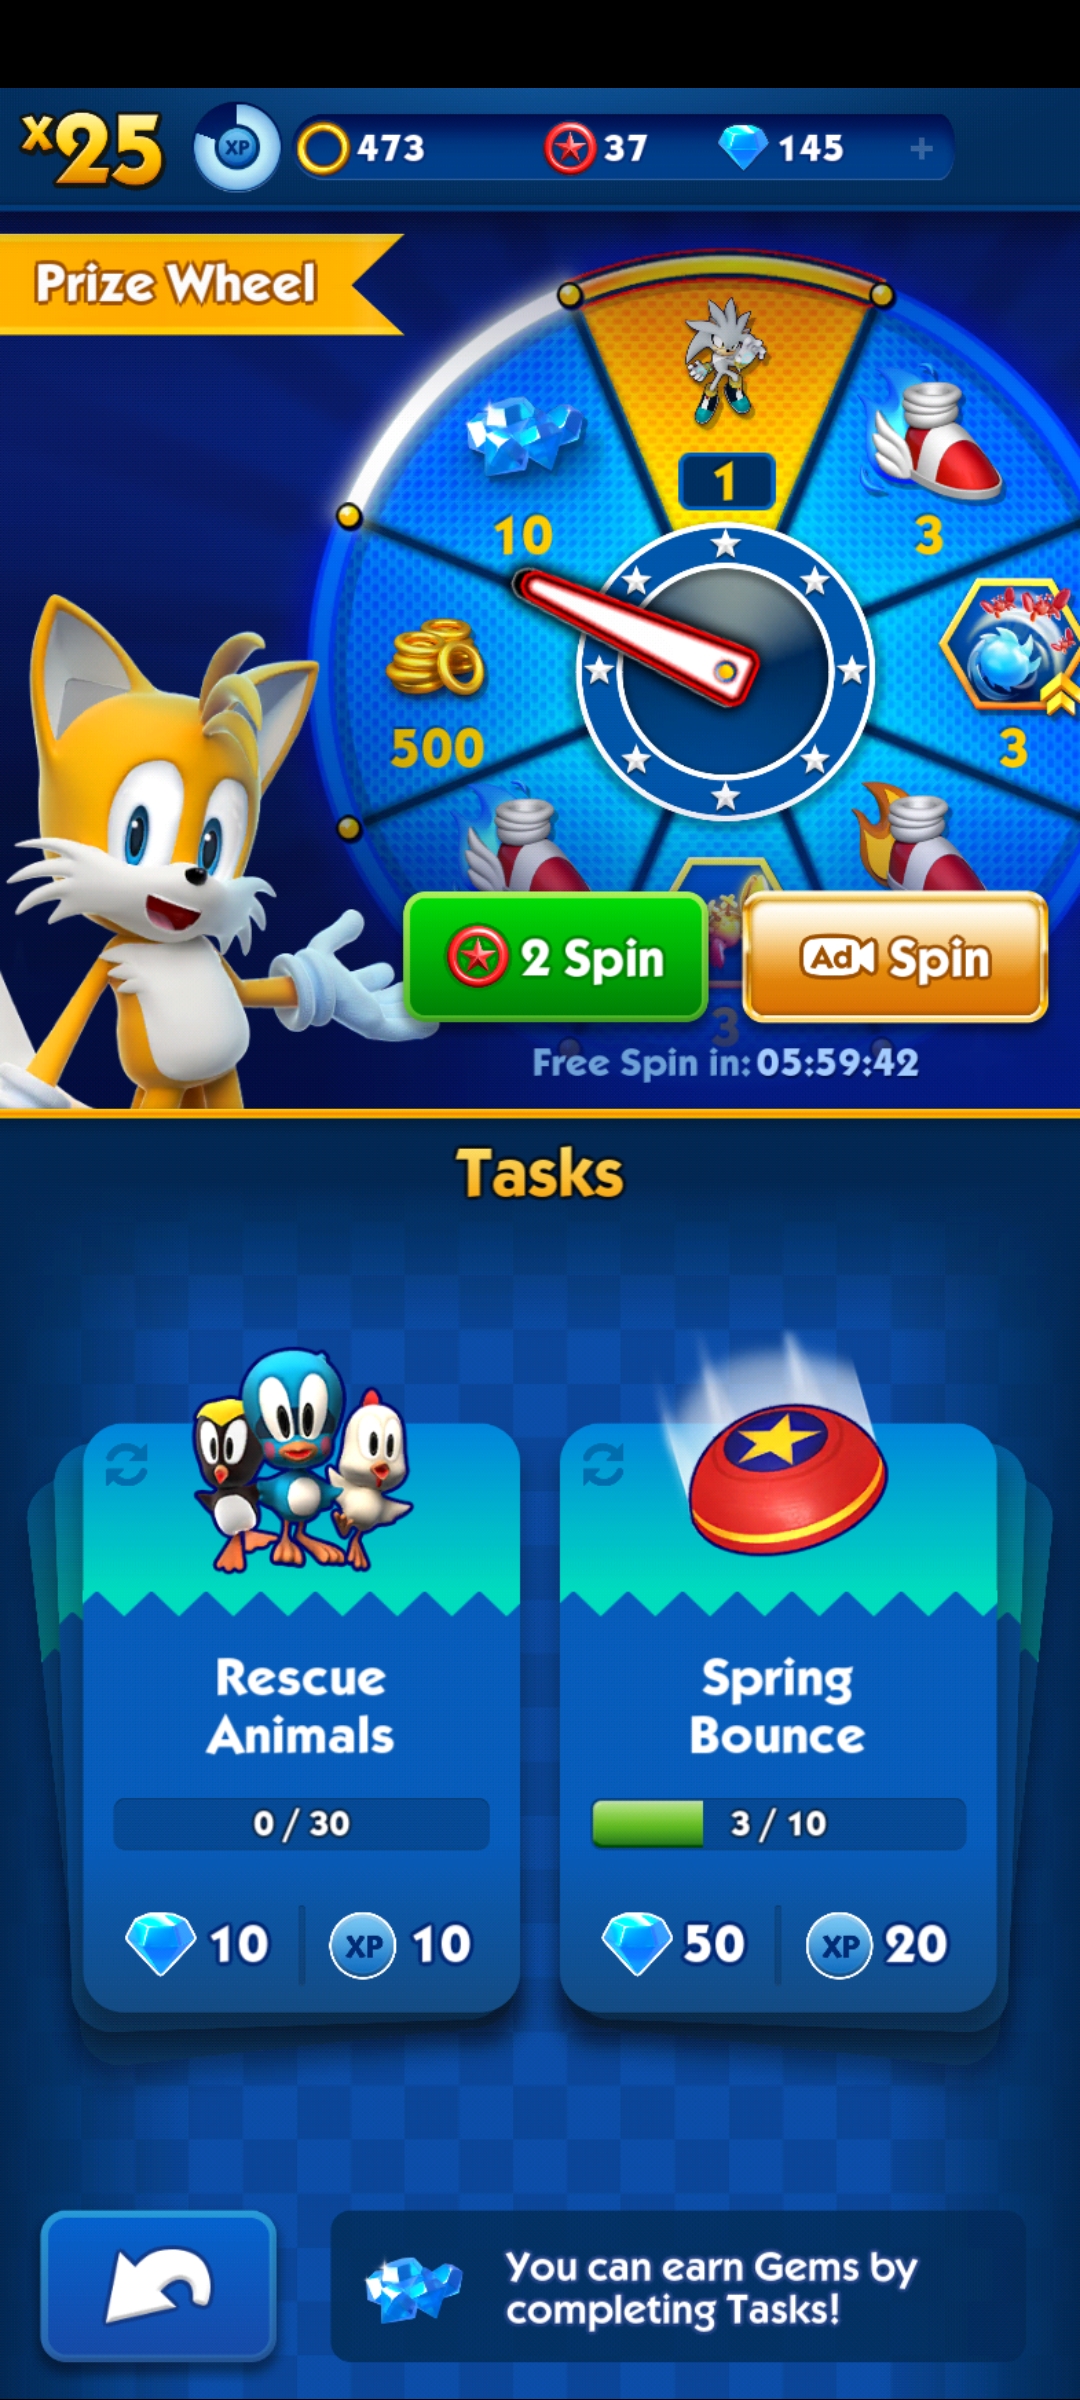 x25
XP
473
37
145
+
Prize Wheel
1
10
3
500
3
2 Spin
Ad Spin
3
Free Spin in: 05:59:42
Tasks
Rescue
Animals
0 / 30
10
XP 10
Spring
Bounce
3 / 10
50
XP 20
You can earn Gems by
completing Tasks!